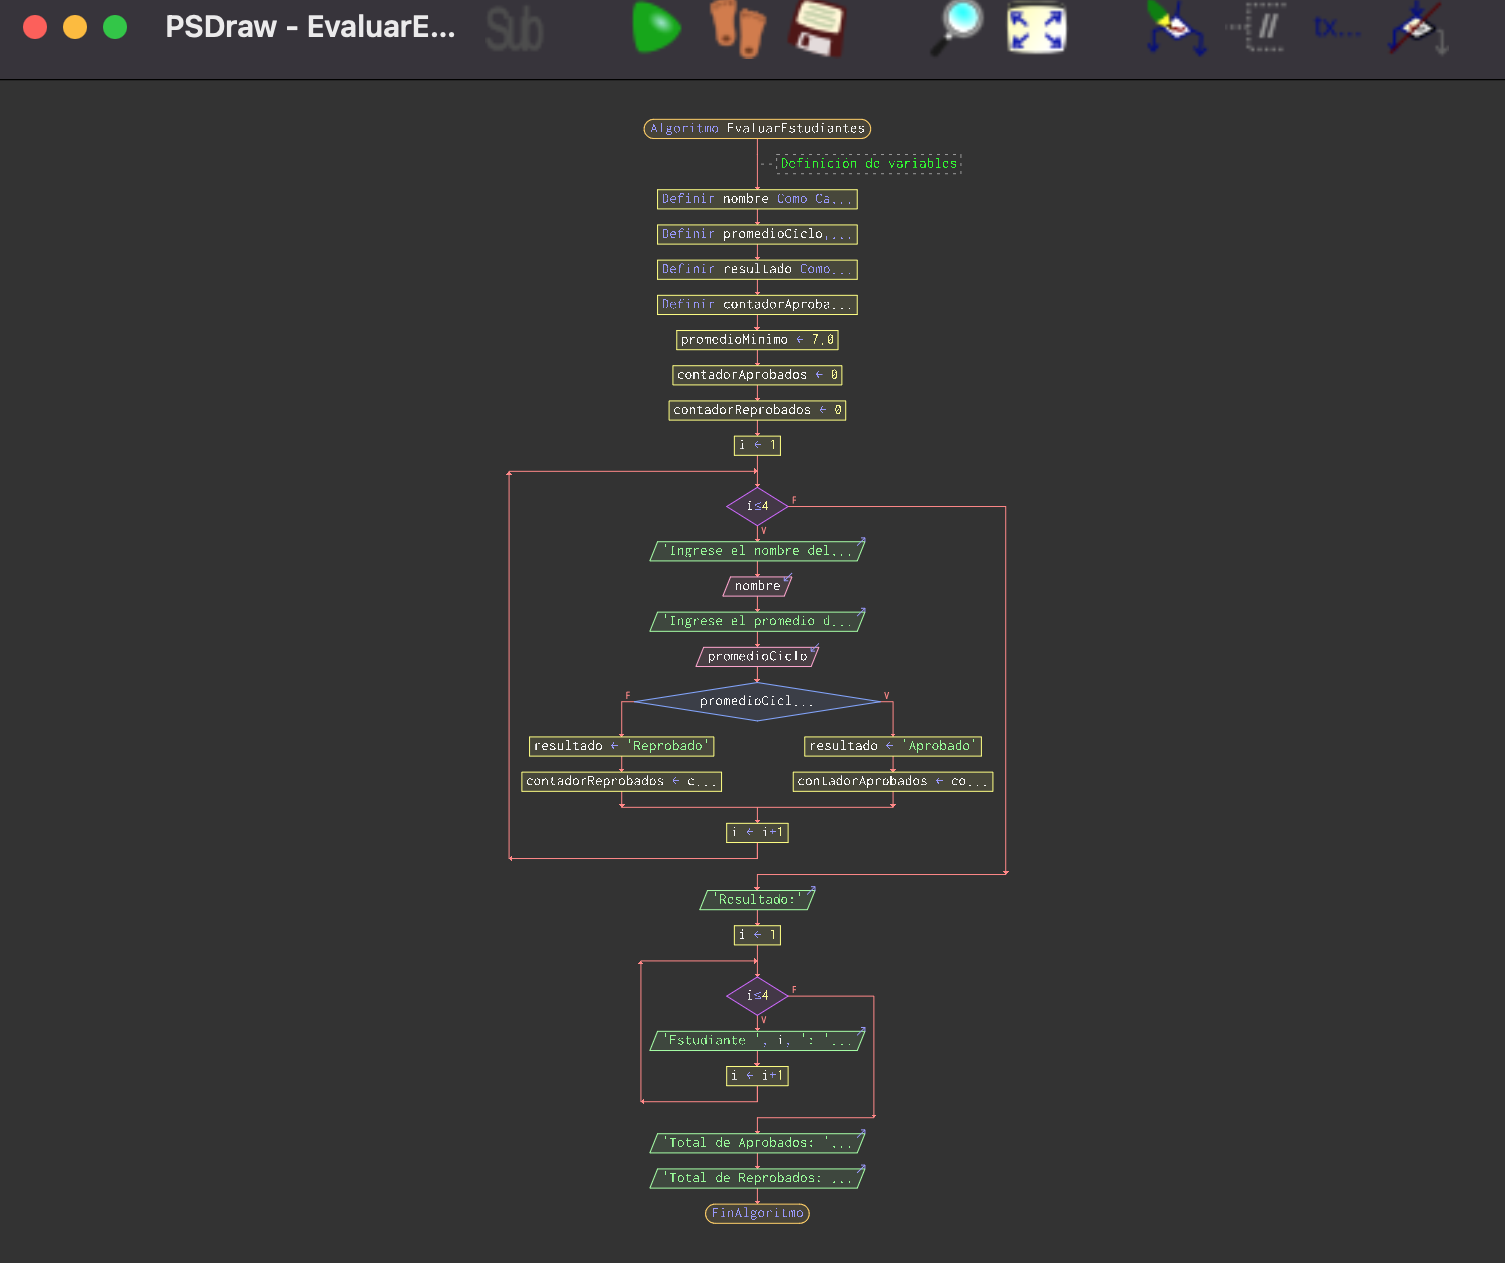 PSDraw - EvaluarE...
Sub
//
tx...
Algoritmo EvaluarEstudiantes
Definición de variables
Definir nombre Como Ca...
Definir promedioCiclo,...
Definir resultado Como...
Definir contadorAproba...
promedioMinimo ← 7.0
contadorAprobados ← 0
contadorReprobados ← 0
i ← 1
i≤4
F
V
'Ingrese el nombre del...
nombre
'Ingrese el promedio d...
promedioCiclo
F
V
promedioCicl...
resultado ← 'Reprobado'
resultado ← 'Aprobado'
contadorReprobados ← c...
contadorAprobados ← co...
i ← i+1
'Resultado:'
i ← 1
i≤4
F
V
'Estudiante ', i, ': '...
i ← i+1
'Total de Aprobados: '...
'Total de Reprobados: ...
FinAlgoritmo